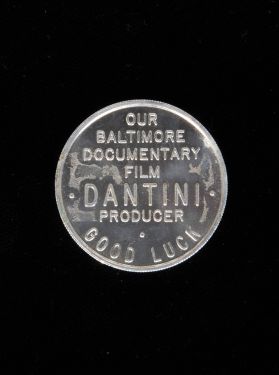 OUR
BALTIMORE
DOCUMENTARY
FILM
· DANTINI ·
PRODUCER
· GOOD LUCK ·